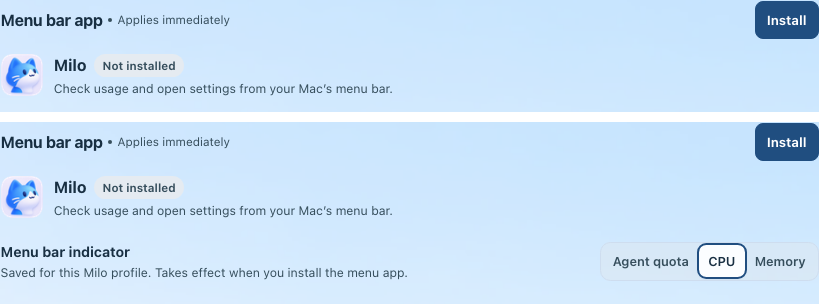 Menu bar app • Applies immediately
Install
Milo Not installed
Check usage and open settings from your Mac's menu bar.
Menu bar app • Applies immediately
Install
Milo Not installed
Check usage and open settings from your Mac's menu bar.
Menu bar indicator
Saved for this Milo profile. Takes effect when you install the menu app.
Agent quota CPU Memory